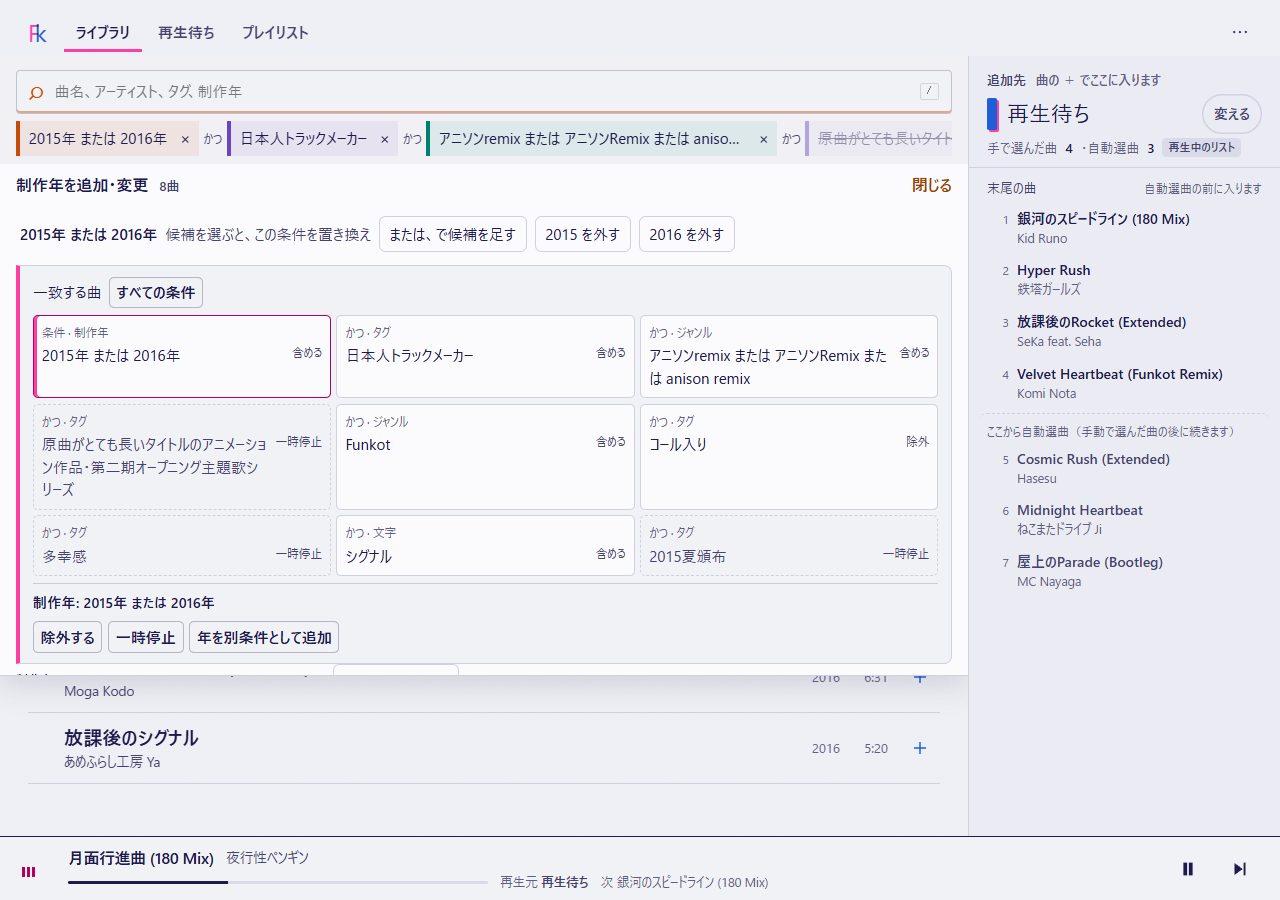 Fk ライブラリ 再生待ち プレイリスト ...
曲名、アーティスト、タグ、制作年 /
2015年 または 2016年 × かつ 日本人トラックメーカー × かつ アニソンremix または アニソンRemix または aniso... × かつ 原曲がとても長いタイト
制作年を追加・変更 8曲 閉じる
2015年 または 2016年 候補を選ぶと、この条件を置き換え または、で候補を足す 2015 を外す 2016 を外す
一致する曲 すべての条件
条件 · 制作年
2015年 または 2016年 含める
かつ · タグ
日本人トラックメーカー 含める
かつ · ジャンル
アニソンremix または アニソンRemix また
は anison remix 含める
かつ · タグ
原曲がとても長いタイトルのアニメーショ
ン作品・第二期オープニング主題歌シ
リーズ 一時停止
かつ · ジャンル
Funkot 含める
かつ · タグ
コール入り 除外
かつ · タグ
多幸感 一時停止
かつ · 文字
シグナル 含める
かつ · タグ
2015夏頒布 一時停止
制作年: 2015年 または 2016年
除外する 一時停止 年を別条件として追加
2016 6:31 +
Moga Kodo
放課後のシグナル
あめふらし工房 Ya
2016 5:20 +
追加先 曲の ＋ でここに入ります
再生待ち 変える
手で選んだ曲 4 · 自動選曲 3 再生中のリスト
末尾の曲 自動選曲の前に入ります
1 銀河のスピードライン (180 Mix)
Kid Runo
2 Hyper Rush
鉄塔ガールズ
3 放課後のRocket (Extended)
SeKa feat. Seha
4 Velvet Heartbeat (Funkot Remix)
Komi Nota
ここから自動選曲（手動で選んだ曲の後に続きます）
5 Cosmic Rush (Extended)
Hasesu
6 Midnight Heartbeat
ねこまたドライブ Ji
7 屋上のParade (Bootleg)
MC Nayaga
月面行進曲 (180 Mix) 夜行性ペンギン
再生元 再生待ち 次 銀河のスピードライン (180 Mix)